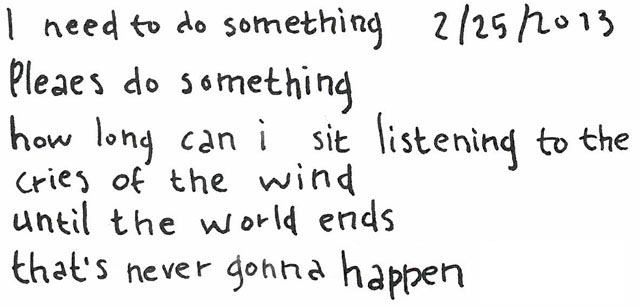 I need to do something 2/25/2013
Pleaes do something
how long can i sit listening to the
cries of the wind
until the world ends
that's never gonna happen